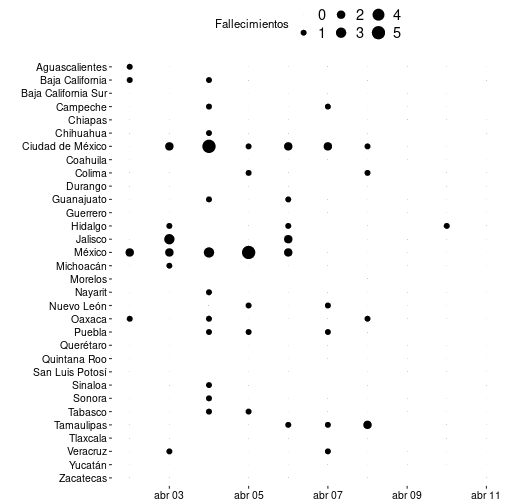 Fallecimientos
0 2 4
1 3 5
Aguascalientes
Baja California
Baja California Sur
Campeche
Chiapas
Chihuahua
Ciudad de México
Coahuila
Colima
Durango
Guanajuato
Guerrero
Hidalgo
Jalisco
México
Michoacán
Morelos
Nayarit
Nuevo León
Oaxaca
Puebla
Querétaro
Quintana Roo
San Luis Potosí
Sinaloa
Sonora
Tabasco
Tamaulipas
Tlaxcala
Veracruz
Yucatán
Zacatecas
abr 03 abr 05 abr 07 abr 09 abr 11